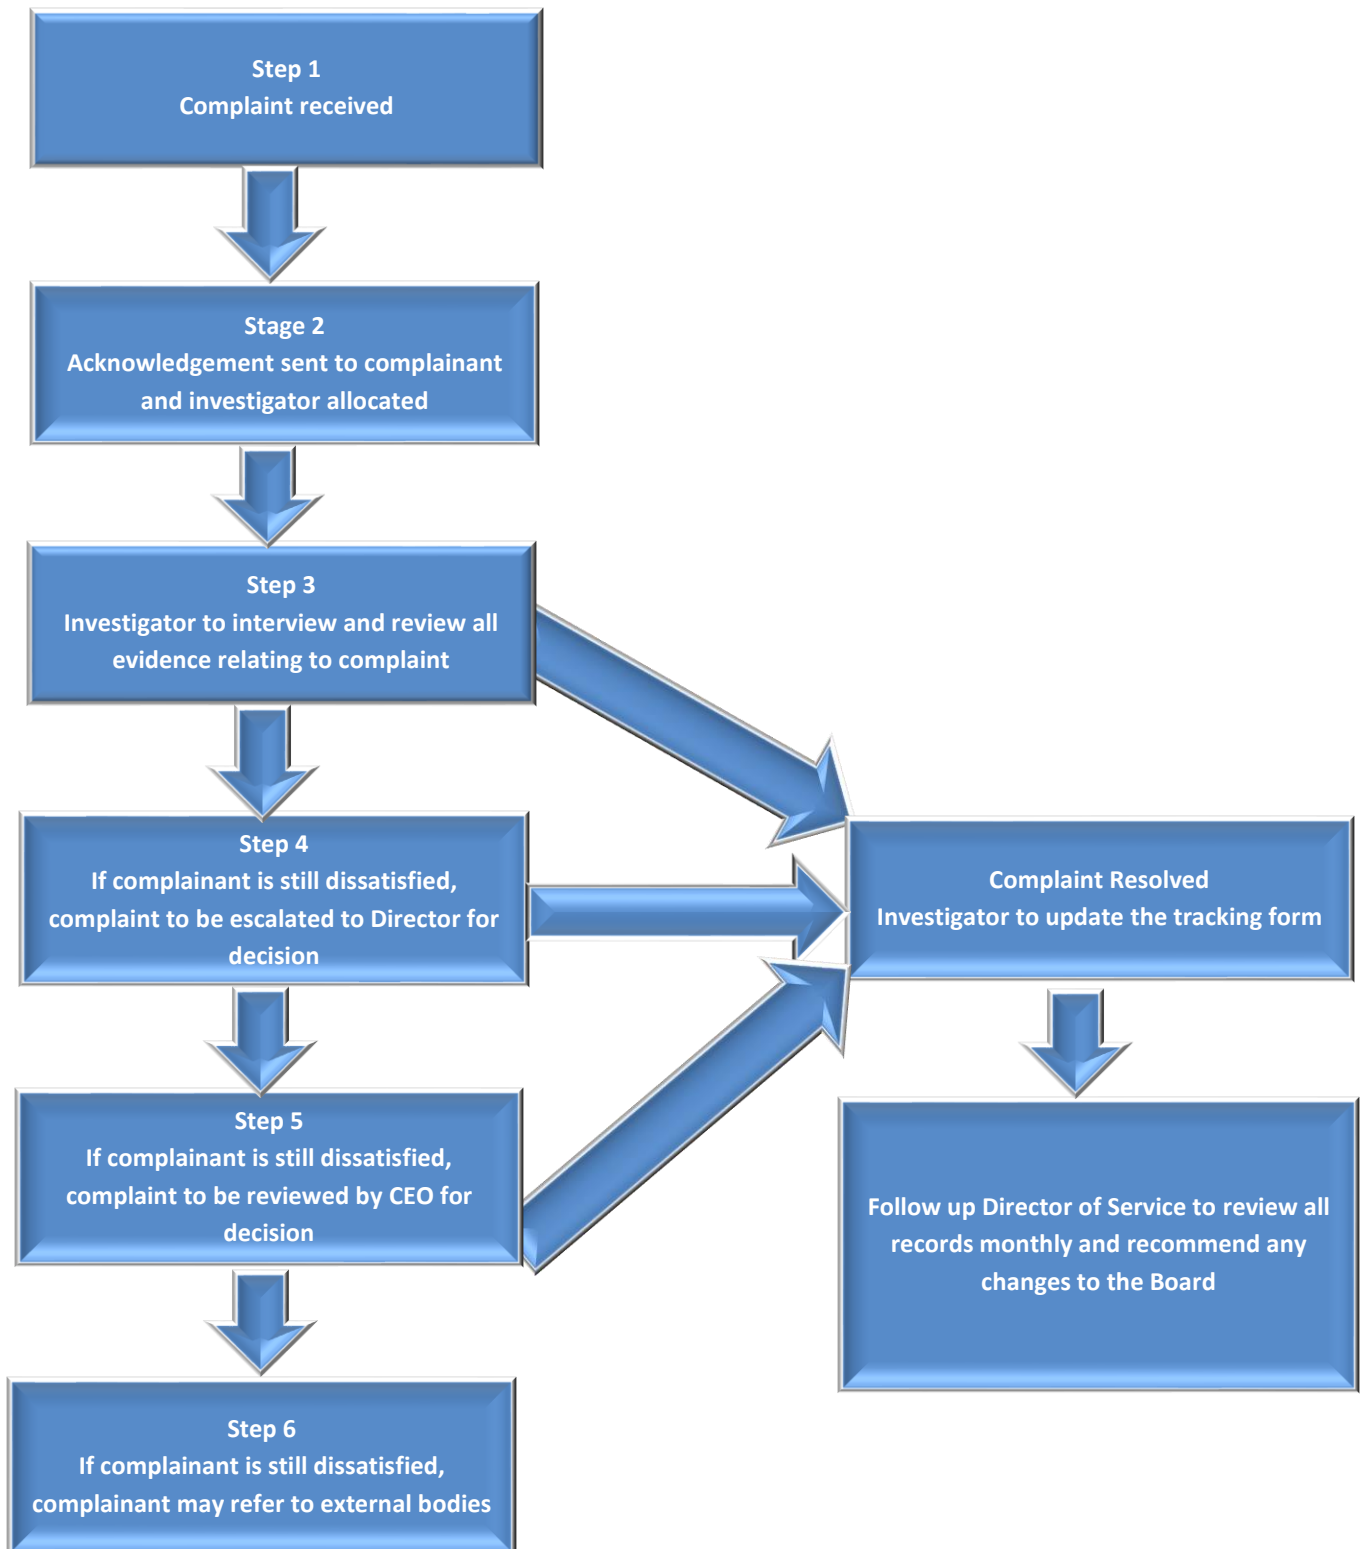 Step 1
Complaint received
Stage 2
Acknowledgement sent to complainant
and investigator allocated
Step 3
Investigator to interview and review all
evidence relating to complaint
Step 4
If complainant is still dissatisfied,
complaint to be escalated to Director for
decision
Complaint Resolved
Investigator to update the tracking form
Step 5
If complainant is still dissatisfied,
complaint to be reviewed by CEO for
decision
Follow up Director of Service to review all
records monthly and recommend any
changes to the Board
Step 6
If complainant is still dissatisfied,
complainant may refer to external bodies